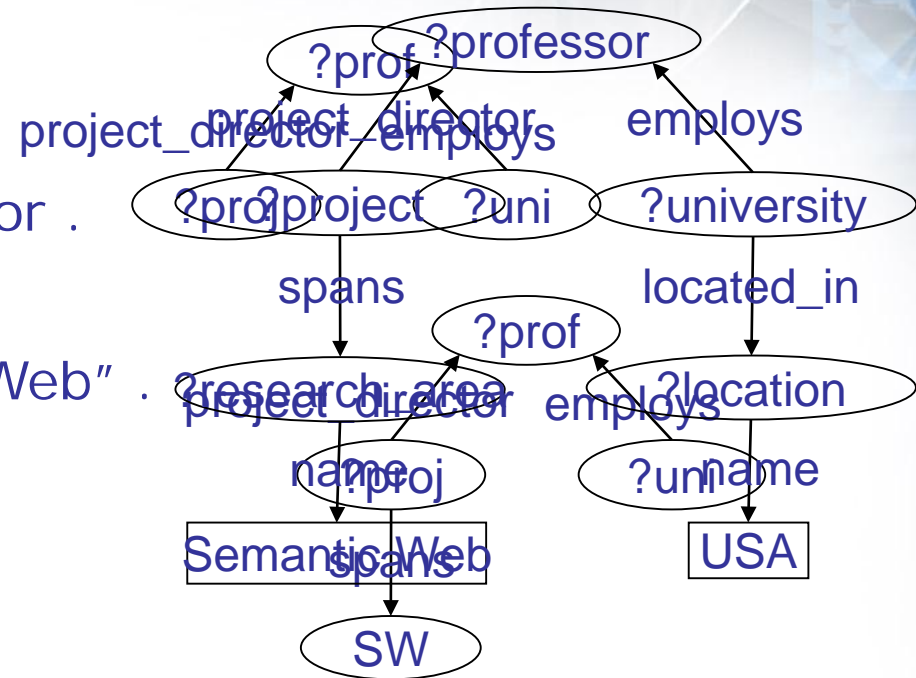 ?prof ?professor
project_director project_director employs employs
or . ?proj ?project ?uni ?university
spans located_in
?prof
Web" . ?research_area ?location
project_director employs
name ?proj ?uni name
Semantic Web USA
spans
SW